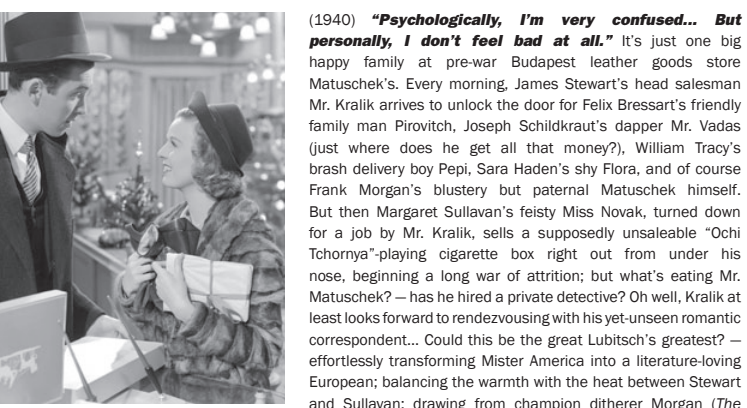 (1940) “Psychologically, I’m very confused... But
personally, I don’t feel bad at all.” It’s just one big
happy family at pre-war Budapest leather goods store
Matuschek’s. Every morning, James Stewart’s head salesman
Mr. Kralik arrives to unlock the door for Felix Bressart’s friendly
family man Pirovitch, Joseph Schildkraut’s dapper Mr. Vadas
(just where does he get all that money?), William Tracy’s
brash delivery boy Pepi, Sara Haden’s shy Flora, and of course
Frank Morgan’s blustery but paternal Matuschek himself.
But then Margaret Sullavan’s feisty Miss Novak, turned down
for a job by Mr. Kralik, sells a supposedly unsaleable “Ochi
Tchornya”-playing cigarette box right out from under his
nose, beginning a long war of attrition; but what’s eating Mr.
Matuschek? — has he hired a private detective? Oh well, Kralik at
least looks forward to rendezvousing with his yet-unseen romantic
correspondent... Could this be the great Lubitsch’s greatest? —
effortlessly transforming Mister America into a literature-loving
European; balancing the warmth with the heat between Stewart
and Sullavan; drawing from champion ditherer Morgan (The